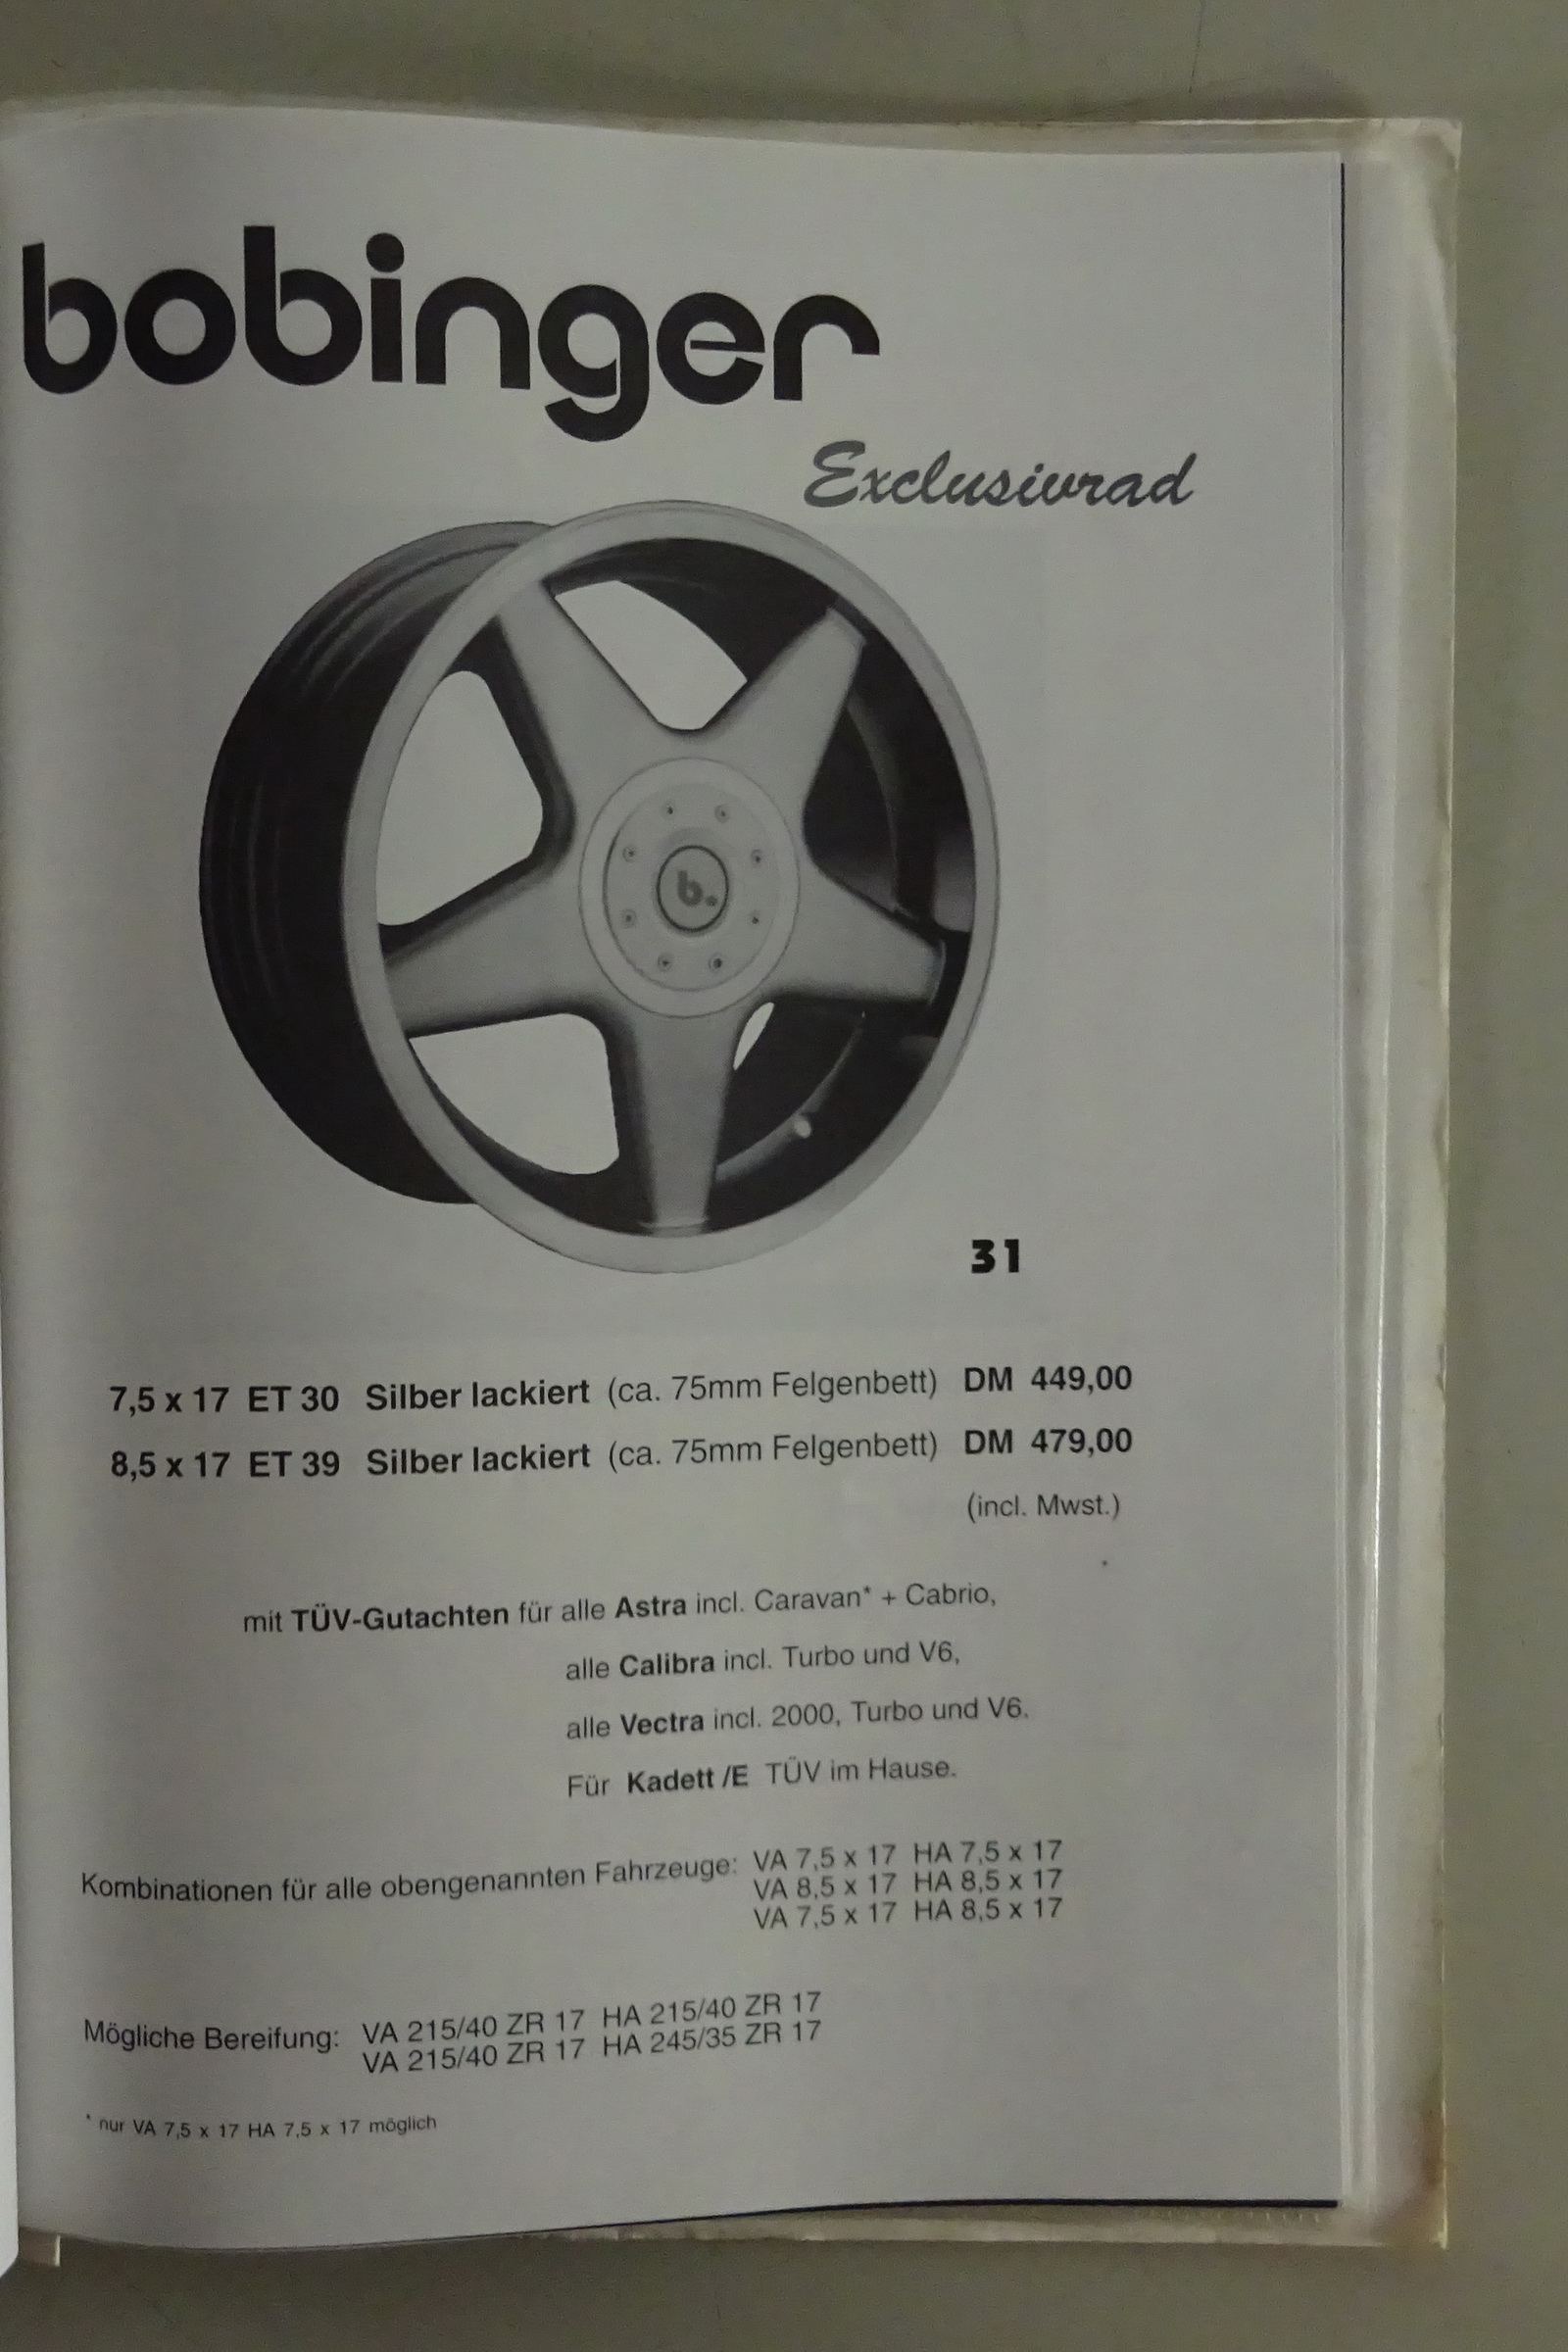 bobinger
Exclusivrad
b.
31
7,5 x 17 ET 30 Silber lackiert (ca. 75mm Felgenbett) DM 449,00
8,5 x 17 ET 39 Silber lackiert (ca. 75mm Felgenbett) DM 479,00
(incl. Mwst.)
mit TÜV-Gutachten für alle Astra incl. Caravan* + Cabrio,
alle Calibra incl. Turbo und V6,
alle Vectra incl. 2000, Turbo und V6.
Für Kadett /E TÜV im Hause.
Kombinationen für alle obengenannten Fahrzeuge: VA 7,5 x 17 HA 7,5 x 17
VA 8,5 x 17 HA 8,5 x 17
VA 7,5 x 17 HA 8,5 x 17
Mögliche Bereifung: VA 215/40 ZR 17 HA 215/40 ZR 17
VA 215/40 ZR 17 HA 245/35 ZR 17
* nur VA 7,5 x 17 HA 7,5 x 17 möglich